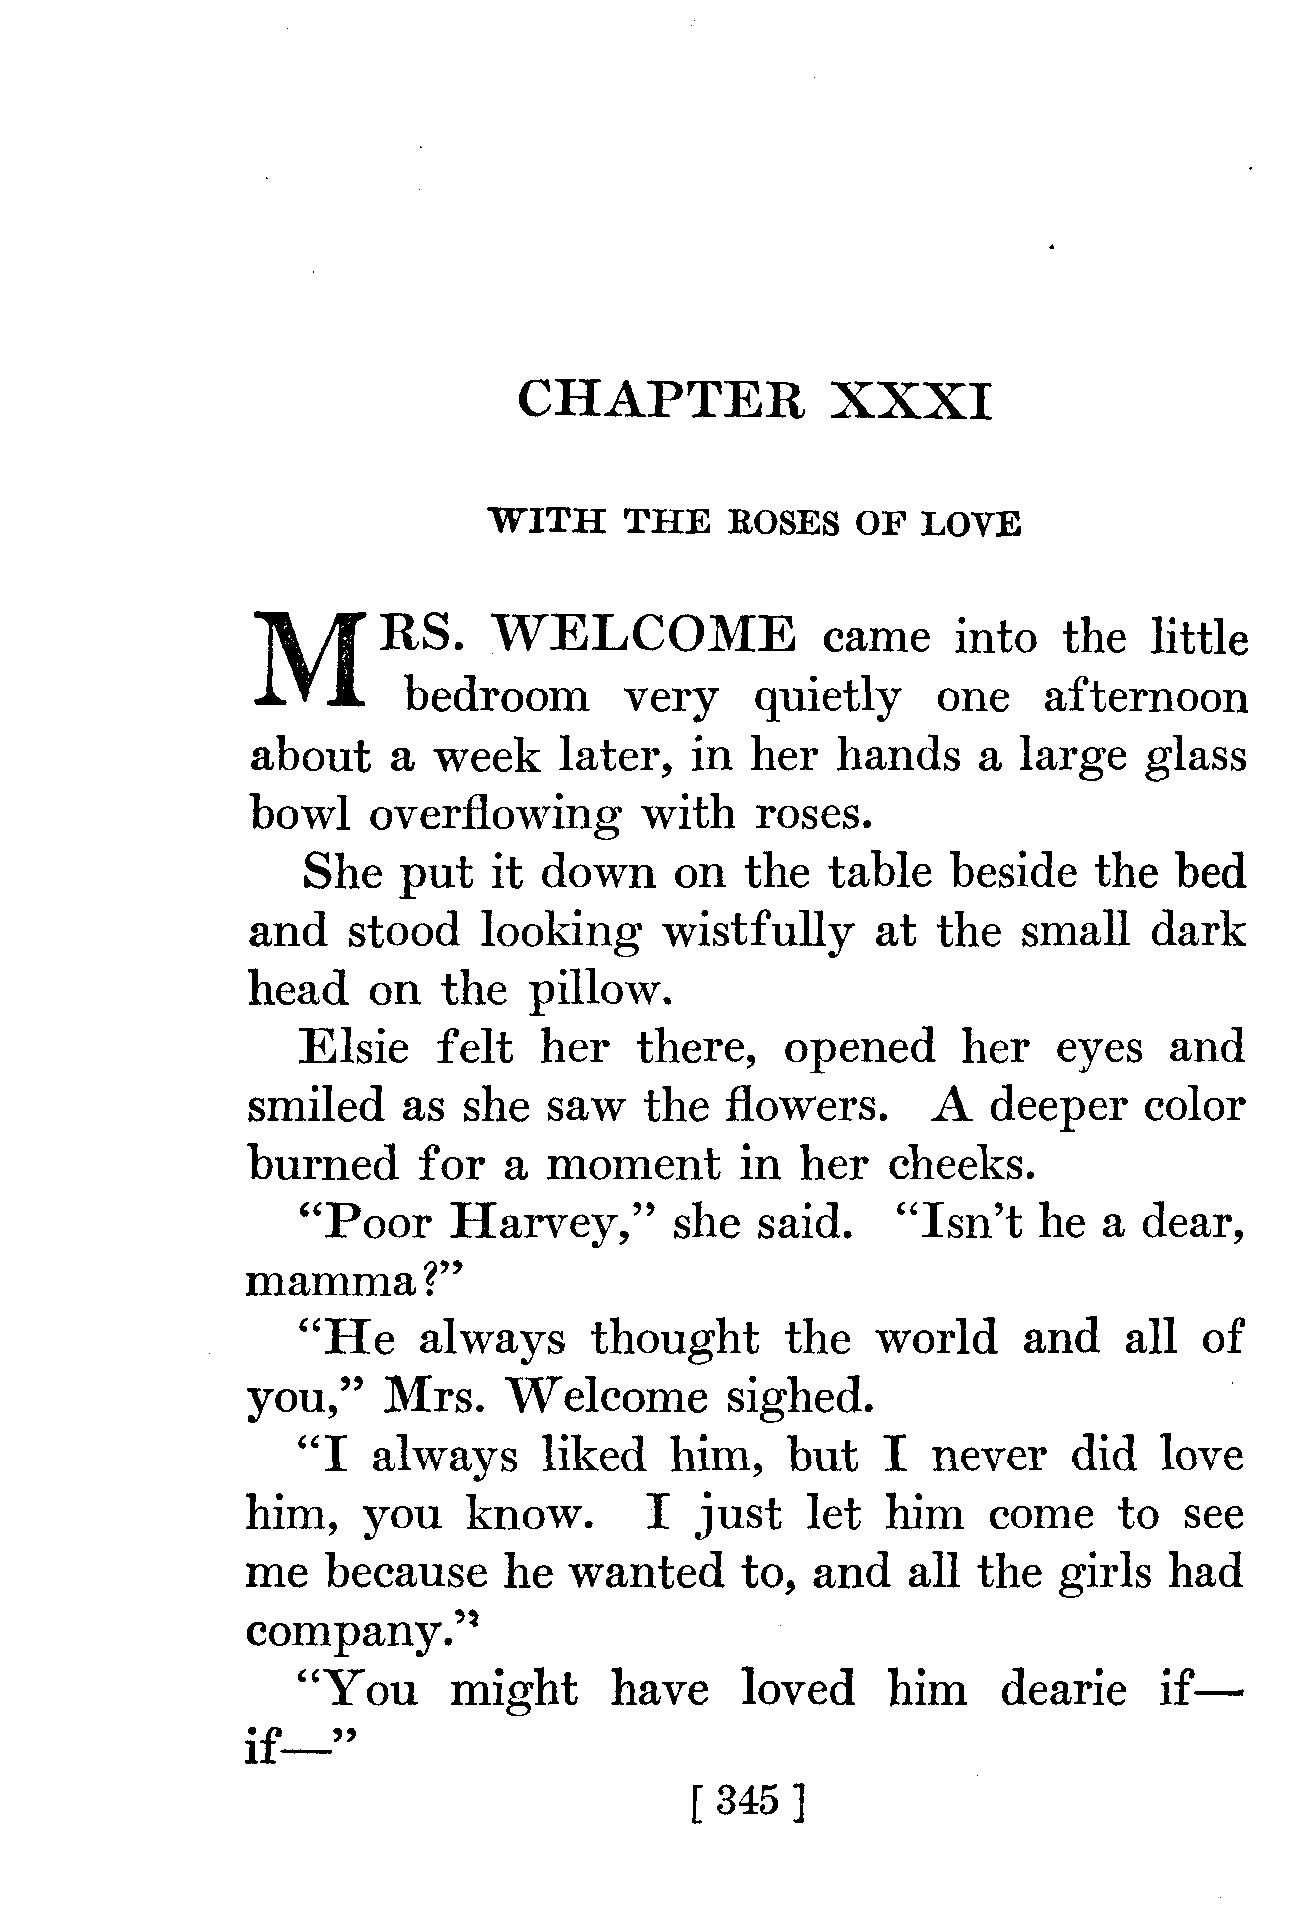 CHAPTER XXXI
WITH THE ROSES OF LOVE
MRS. WELCOME came into the little
bedroom very quietly one afternoon
about a week later, in her hands a large glass
bowl overflowing with roses.
She put it down on the table beside the bed
and stood looking wistfully at the small dark
head on the pillow.
Elsie felt her there, opened her eyes and
smiled as she saw the flowers. A deeper color
burned for a moment in her cheeks.
“Poor Harvey,” she said. “Isn’t he a dear,
mamma?”
“He always thought the world and all of
you,” Mrs. Welcome sighed.
“I always liked him, but I never did love
him, you know. I just let him come to see
me because he wanted to, and all the girls had
company.”
“You might have loved him dearie if—
if—”
[ 345 ]